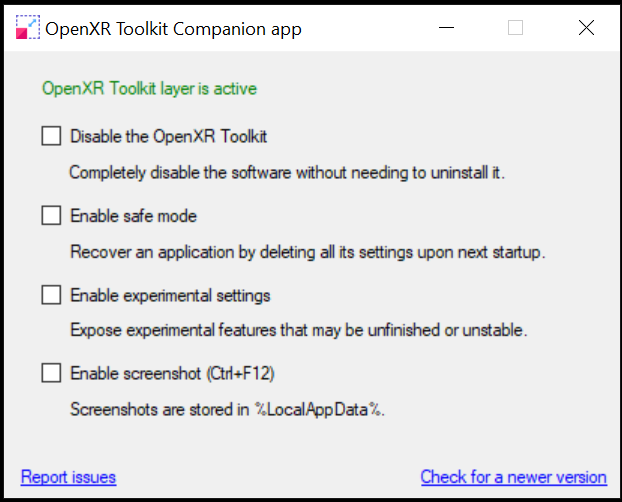 OpenXR Toolkit Companion app
OpenXR Toolkit layer is active
Disable the OpenXR Toolkit
Completely disable the software without needing to uninstall it.
Enable safe mode
Recover an application by deleting all its settings upon next startup.
Enable experimental settings
Expose experimental features that may be unfinished or unstable.
Enable screenshot (Ctrl+F12)
Screenshots are stored in %LocalAppData%.
Report issues
Check for a newer version